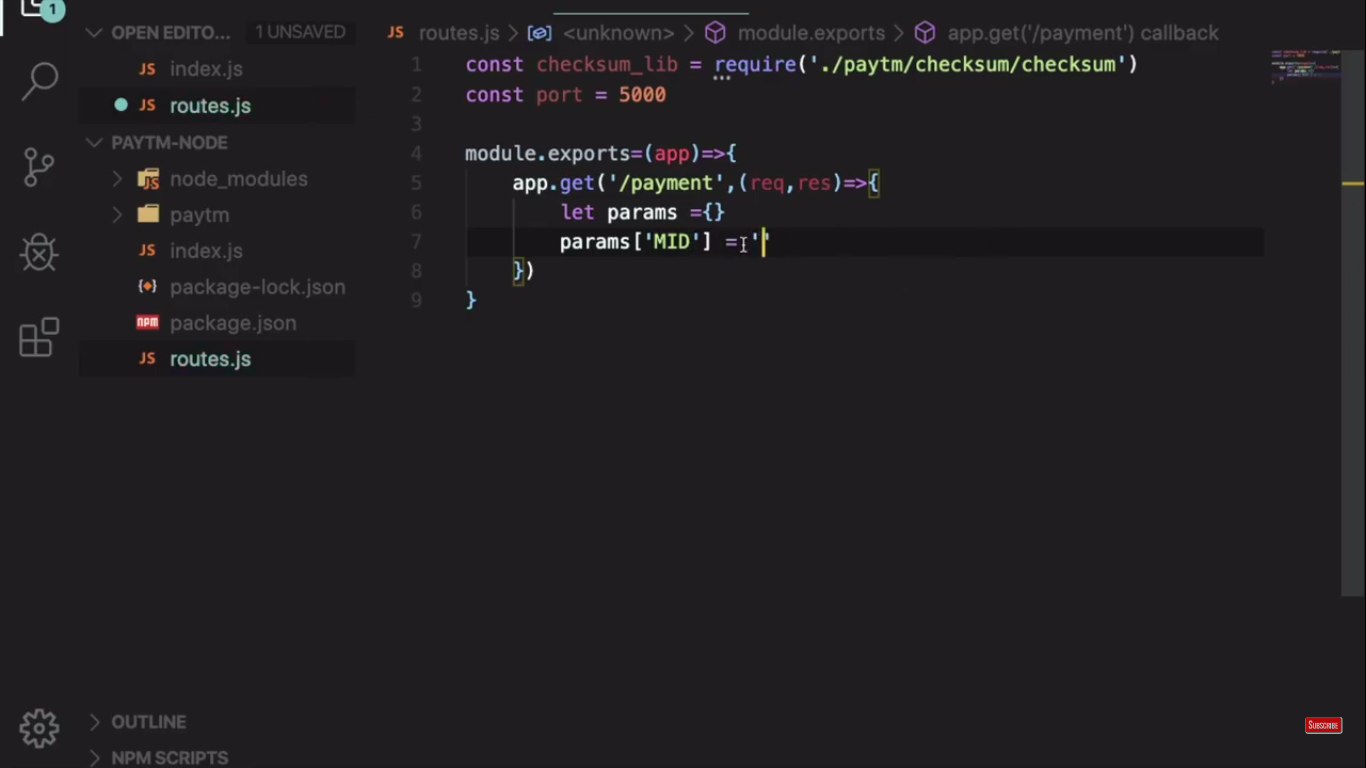 1
OPEN EDITO... 1 UNSAVED
JS index.js
JS routes.js
PAYTM-NODE
JS node_modules
paytm
JS index.js
package-lock.json
npm package.json
JS routes.js
OUTLINE
NPM SCRIPTS
JS routes.js > <unknown> > module.exports > app.get('/payment') callback
1 const checksum_lib = require('./paytm/checksum/checksum')
2 const port = 5000
3
4 module.exports=(app)=>{
5 app.get('/payment',(req,res)=>{
6 let params ={}
7 params['MID'] =''
8 })
9 }
SUBSCRIBE